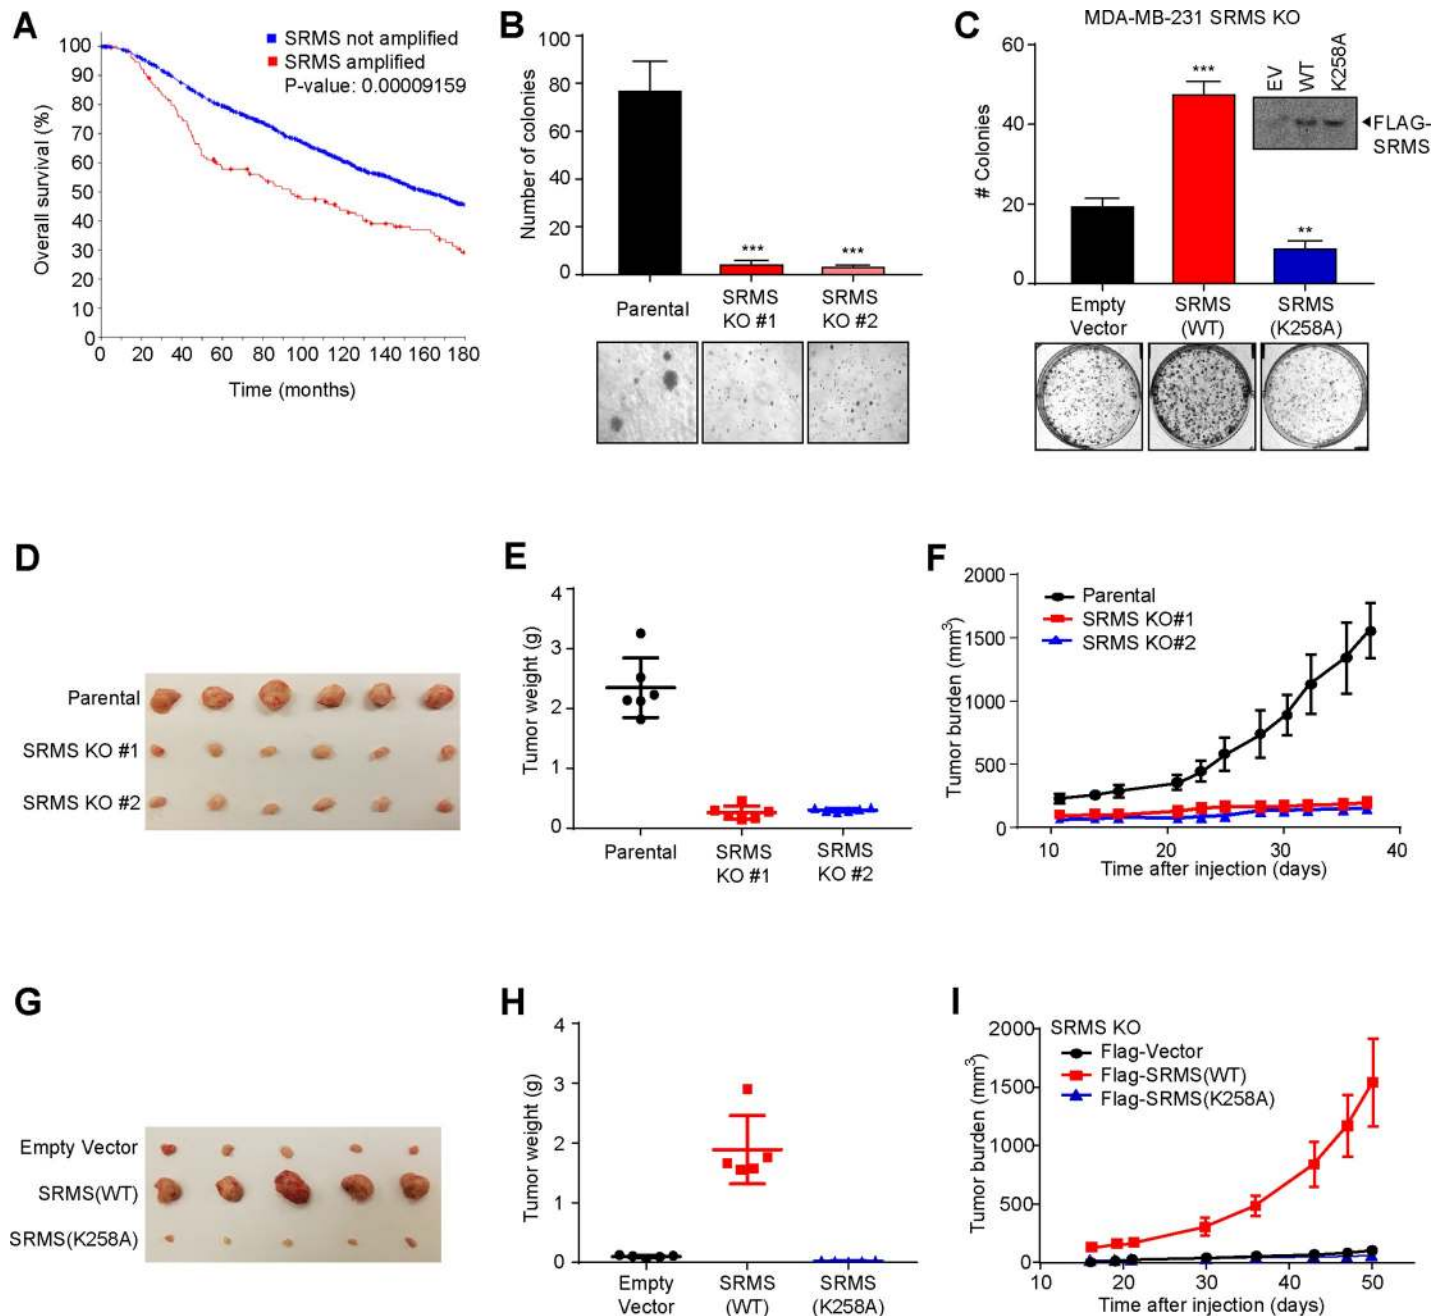 A
SRMS not amplified
SRMS amplified
P-value: 0.00009159
Overall survival (%)
100
90
80
70
60
50
40
30
20
10
0
0 20 40 60 80 100 120 140 160 180
Time (months)
B
Number of colonies
100
80
60
40
20
0
***
***
Parental
SRMS
KO #1
SRMS
KO #2
C
MDA-MB-231 SRMS KO
# Colonies
60
40
20
0
***
**
EV
WT
K258A
FLAG-
SRMS
Empty
Vector
SRMS
(WT)
SRMS
(K258A)
D
Parental
SRMS KO #1
SRMS KO #2
E
Tumor weight (g)
4
3
2
1
0
Parental
SRMS
KO #1
SRMS
KO #2
F
Tumor burden (mm³)
2000
1500
1000
500
0
Parental
SRMS KO#1
SRMS KO#2
10 20 30 40
Time after injection (days)
G
Empty Vector
SRMS(WT)
SRMS(K258A)
H
Tumor weight (g)
4
3
2
1
0
Empty
Vector
SRMS
(WT)
SRMS
(K258A)
I
Tumor burden (mm³)
2000
1500
1000
500
0
SRMS KO
Flag-Vector
Flag-SRMS(WT)
Flag-SRMS(K258A)
10 20 30 40 50
Time after injection (days)